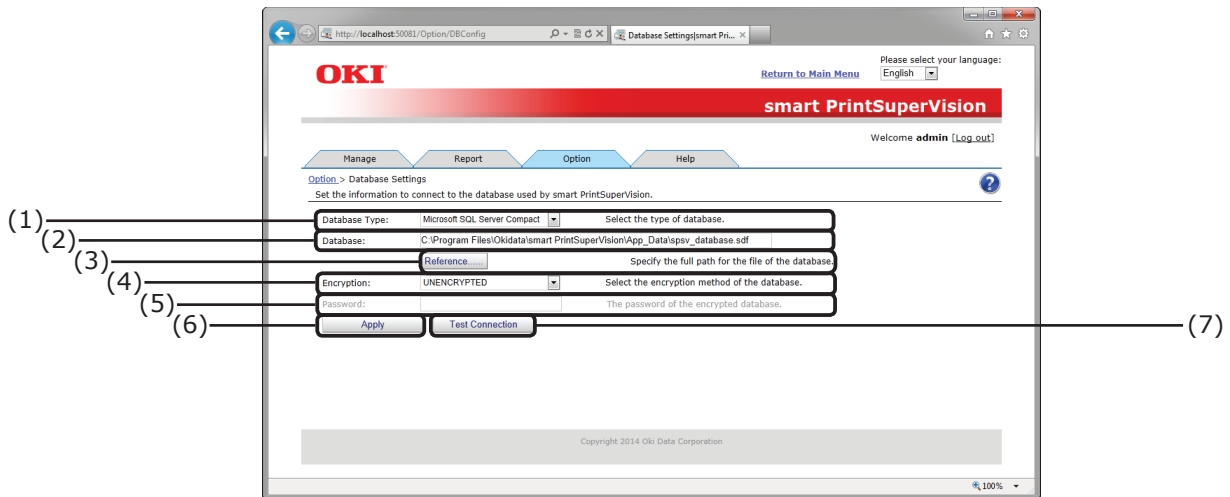 http://localhost:50081/Option/DBConfig
Database Settings|smart Pri...
OKI
Return to Main Menu
Please select your language:
English
smart PrintSuperVision
Welcome admin [Log out]
Manage
Report
Option
Help
Option > Database Settings
Set the information to connect to the database used by smart PrintSuperVision.
(1)
Database Type:
Microsoft SQL Server Compact
Select the type of database.
(2)
Database:
C:\Program Files\Okidata\smart PrintSuperVision\App_Data\spsv_database.sdf
(3)
Reference......
Specify the full path for the file of the database.
(4)
Encryption:
UNENCRYPTED
Select the encryption method of the database.
(5)
Password:
The password of the encrypted database.
(6)
Apply
Test Connection
(7)
Copyright 2014 Oki Data Corporation
100%